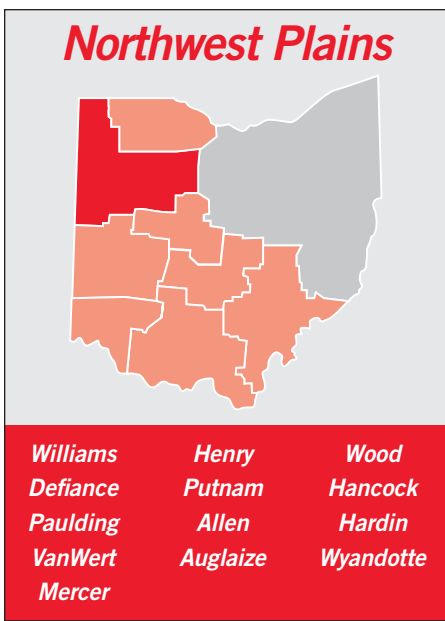 Northwest Plains
Williams Henry Wood
Defiance Putnam Hancock
Paulding Allen Hardin
VanWert Auglaize Wyandotte
Mercer